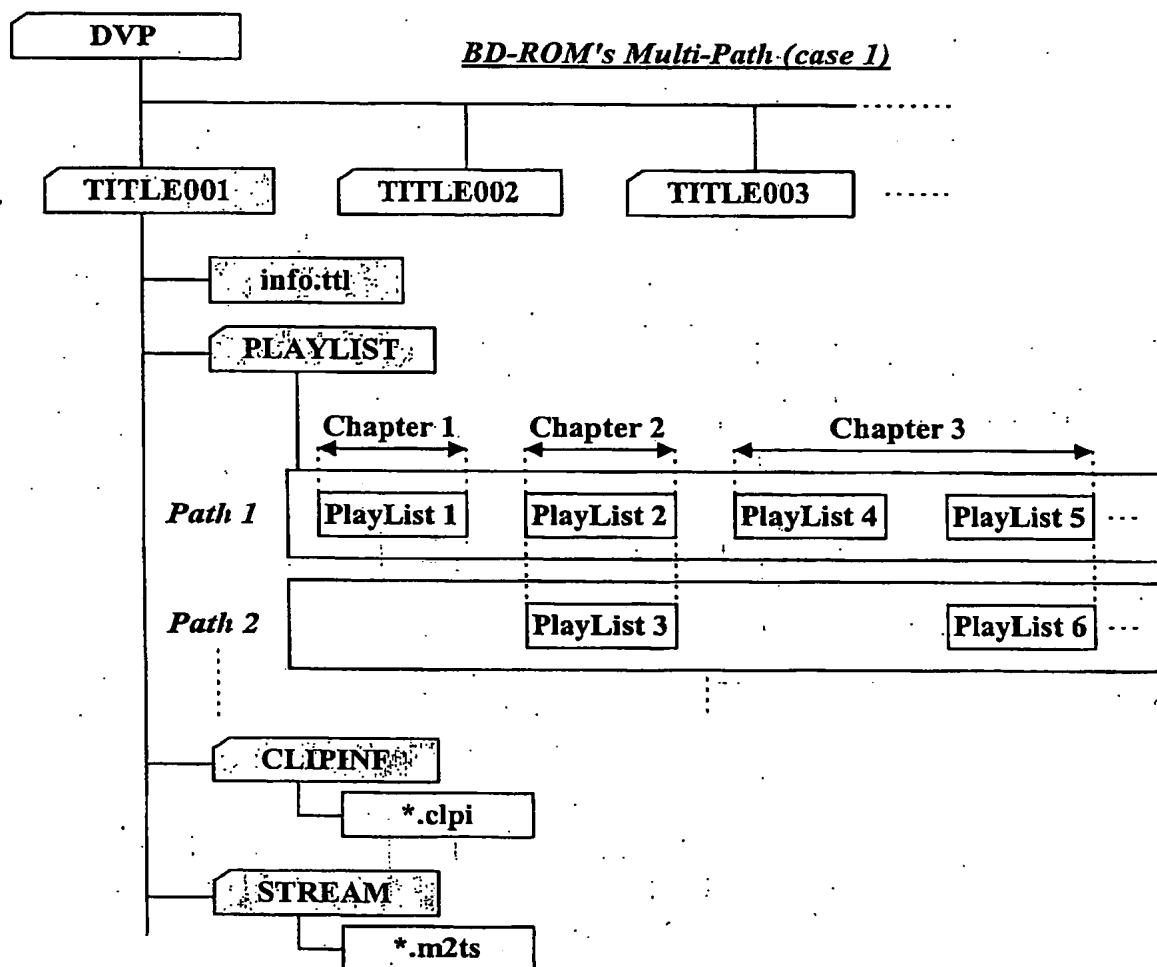 DVP
BD-ROM's Multi-Path (case 1)
TITLE001
TITLE002
TITLE003
info.ttl
PLAYLIST
Chapter 1
Chapter 2
Chapter 3
Path 1
PlayList 1
PlayList 2
PlayList 4
PlayList 5
Path 2
PlayList 3
PlayList 6
CLIPINF
*.clpi
STREAM
*.m2ts